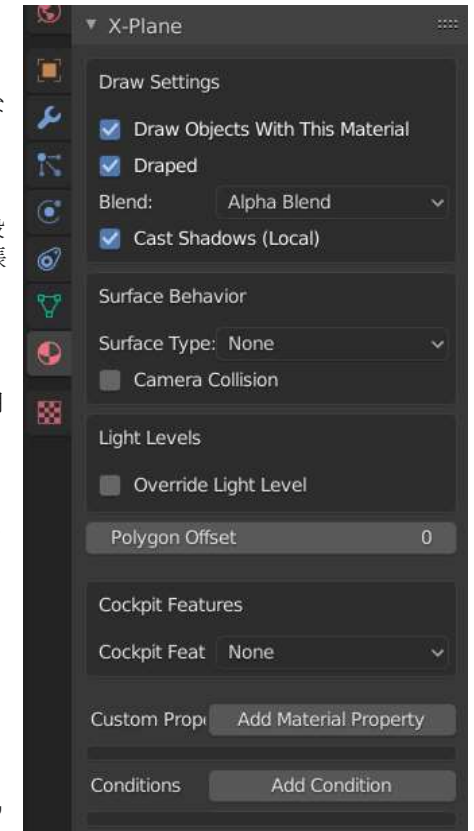 X-Plane
Draw Settings
Draw Objects With This Material
Draped
Blend: Alpha Blend
Cast Shadows (Local)
Surface Behavior
Surface Type: None
Camera Collision
Light Levels
Override Light Level
Polygon Offset 0
Cockpit Features
Cockpit Feat None
Custom Prop Add Material Property
Conditions Add Condition